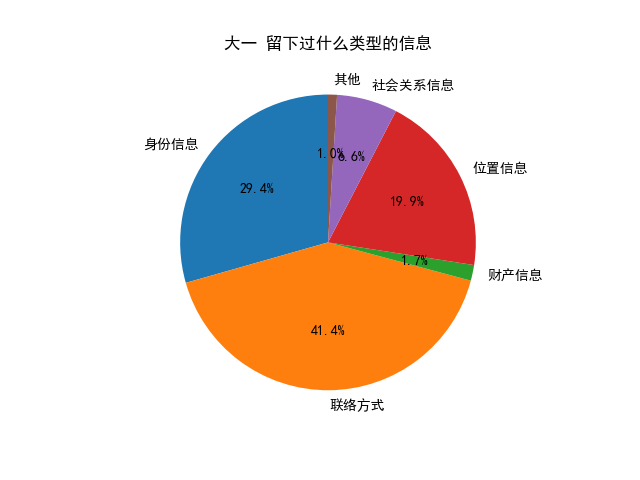 大一 留下过什么类型的信息
其他
社会关系信息
身份信息
1.0%
6.6%
位置信息
29.4%
19.9%
1.7%
财产信息
41.4%
联络方式